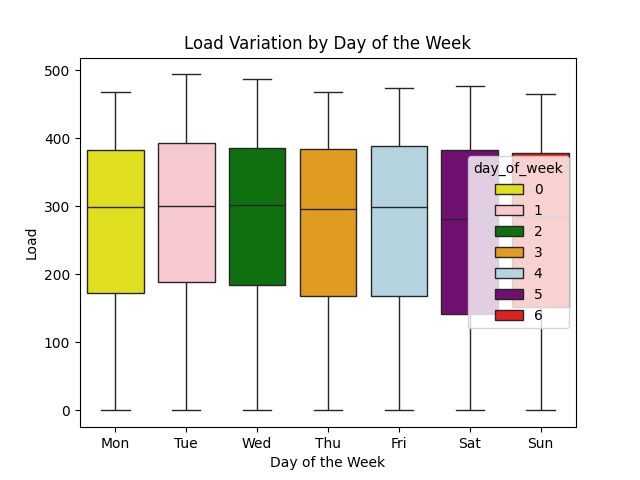 Load Variation by Day of the Week
500
400
300
200
100
0
Load
day_of_week
0
1
2
3
4
5
6
Mon Tue Wed Thu Fri Sat Sun
Day of the Week